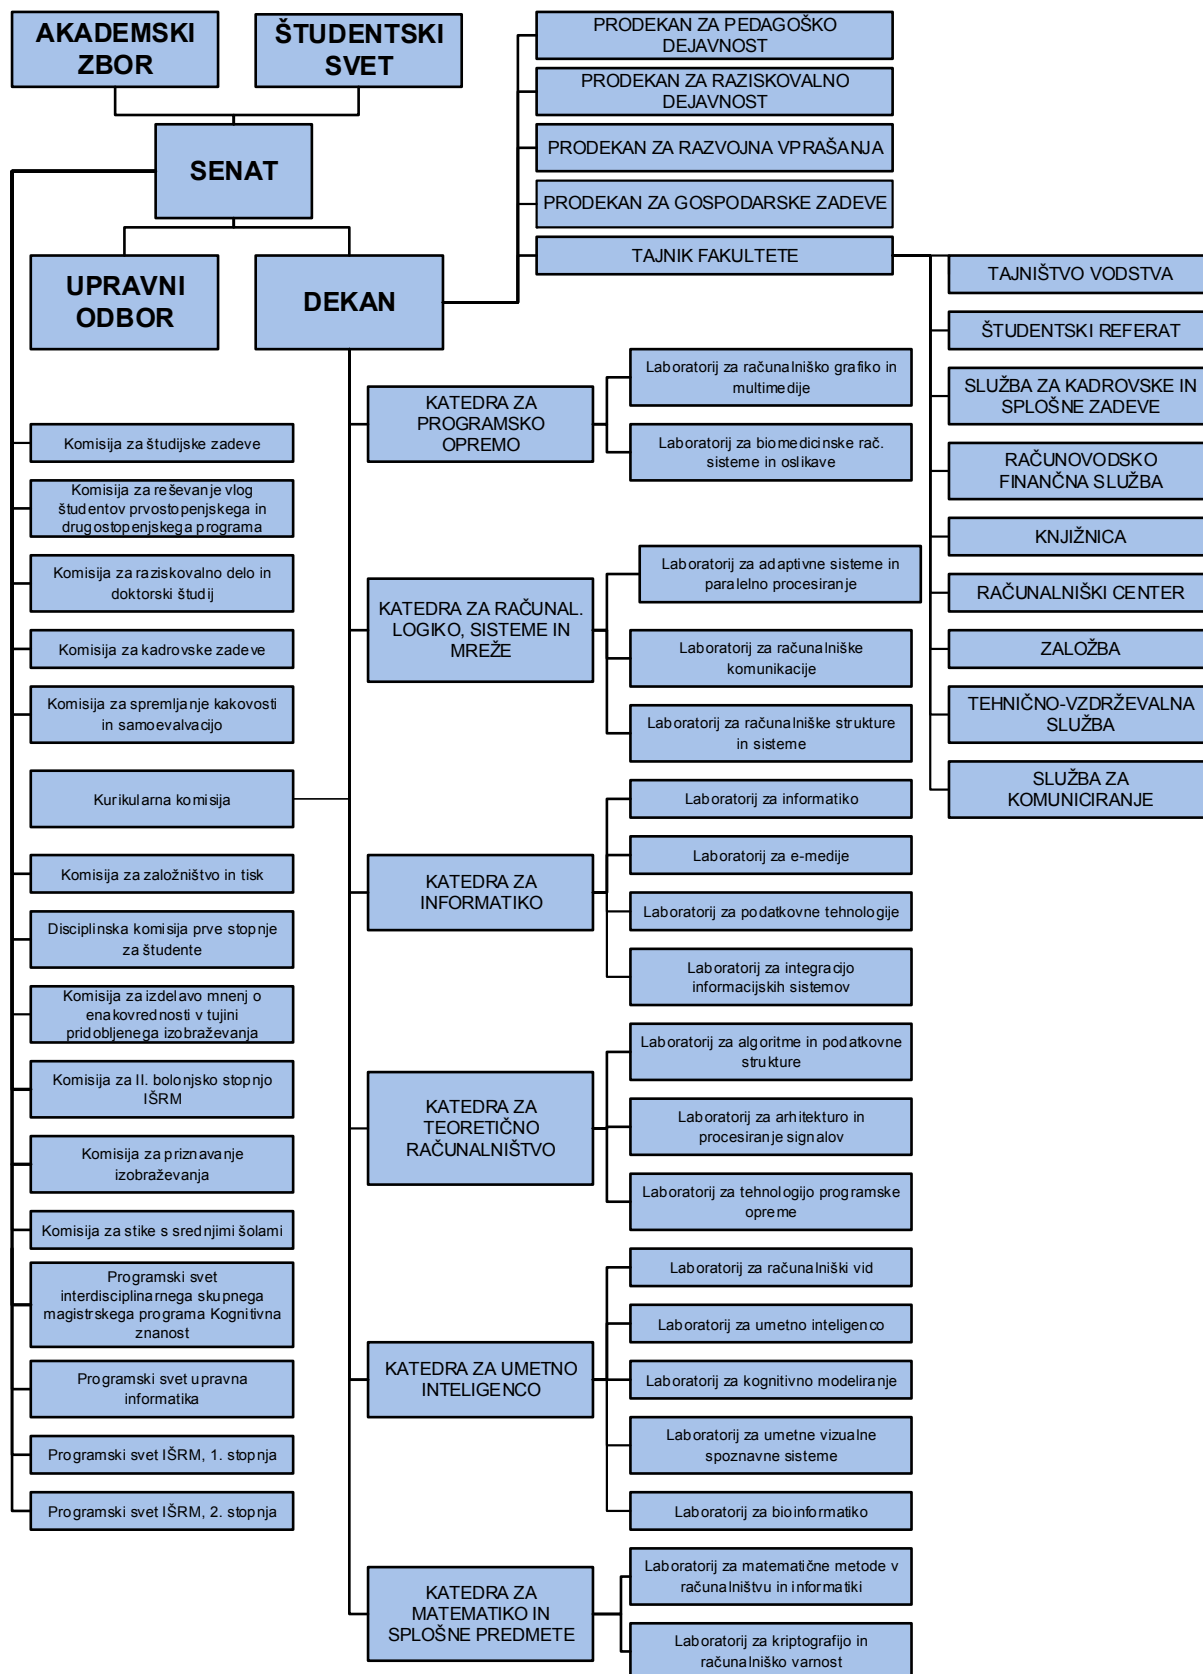 AKADEMSKI
ZBOR
ŠTUDENTSKI
SVET
SENAT
UPRAVNI
ODBOR
DEKAN
PRODEKAN ZA PEDAGOŠKO
DEJAVNOST
PRODEKAN ZA RAZISKOVALNO
DEJAVNOST
PRODEKAN ZA RAZVOJNA VPRAŠANJA
PRODEKAN ZA GOSPODARSKE ZADEVE
TAJNIK FAKULTETE
TAJNIŠTVO VODSTVA
ŠTUDENTSKI REFERAT
SLUŽBA ZA KADROVSKE IN
SPLOŠNE ZADEVE
RAČUNOVODSKO
FINANČNA SLUŽBA
KNJIŽNICA
RAČUNALNIŠKI CENTER
ZALOŽBA
TEHNIČNO-VZDRŽEVALNA
SLUŽBA
SLUŽBA ZA
KOMUNICIRANJE
Komisija za študijske zadeve
Komisija za reševanje vlog
študentov prvostopenjskega in
drugostopenjskega programa
Komisija za raziskovalno delo in
doktorski študij
Komisija za kadrovske zadeve
Komisija za spremljanje kakovosti
in samoevalvacijo
Kurikularna komisija
Komisija za založništvo in tisk
Disciplinska komisija prve stopnje
za študente
Komisija za izdelavo mnenj o
enakovrednosti v tujini
pridobljenega izobraževanja
Komisija za II. bolonjsko stopnjo
IŠRM
Komisija za priznavanje
izobraževanja
Komisija za stike s srednjimi šolami
Programski svet
interdisciplinarnega skupnega
magistrskega programa Kognitivna
znanost
Programski svet upravna
informatika
Programski svet IŠRM, 1. stopnja
Programski svet IŠRM, 2. stopnja
KATEDRA ZA
PROGRAMSKO
OPREMO
Laboratorij za računalniško grafiko in
multimedije
Laboratorij za biomedicinske rač.
sisteme in oslikave
KATEDRA ZA RAČUNAL.
LOGIKO, SISTEME IN
MREŽE
Laboratorij za adaptivne sisteme in
paralelno procesiranje
Laboratorij za računalniške
komunikacije
Laboratorij za računalniške strukture
in sisteme
KATEDRA ZA
INFORMATIKO
Laboratorij za informatiko
Laboratorij za e-medije
Laboratorij za podatkovne tehnologije
Laboratorij za integracijo
informacijskih sistemov
KATEDRA ZA
TEORETIČNO
RAČUNALNIŠTVO
Laboratorij za algoritme in podatkovne
strukture
Laboratorij za arhitekturo in
procesiranje signalov
Laboratorij za tehnologijo programske
opreme
KATEDRA ZA UMETNO
INTELIGENCO
Laboratorij za računalniški vid
Laboratorij za umetno inteligenco
Laboratorij za kognitivno modeliranje
Laboratorij za umetne vizualne
spoznavne sisteme
Laboratorij za bioinformatiko
KATEDRA ZA
MATEMATIKO IN
SPLOŠNE PREDMETE
Laboratorij za matematične metode v
računalništvu in informatiki
Laboratorij za kriptografijo in
računalniško varnost